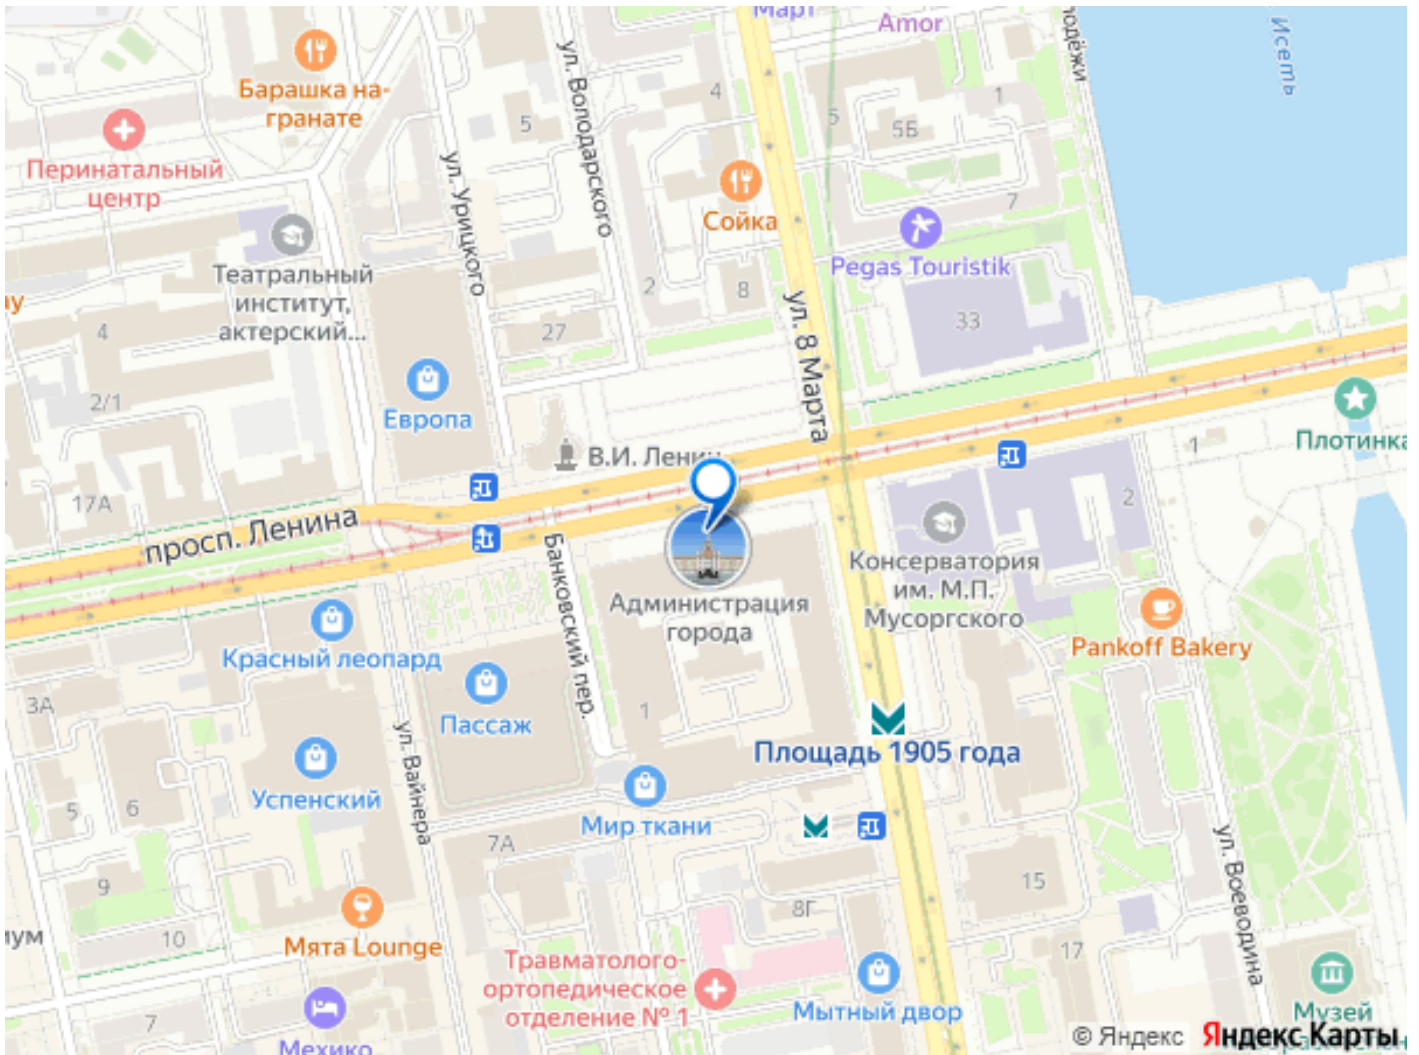 Март
Amor
Исеть
Барашка на-
гранате
ул. Володарского
4
5
5
5Б
1
Перинатальный
центр
ул. Урицкого
Сойка
7
Театральный
институт,
актерский...
Pegas Touristik
4
27
2
8
ул. 8 Марта
33
2/1
Европа
В.И. Ленин
1
Плотинка
17А
просп. Ленина
2
Банковский пер.
Администрация
города
Консерватория
им. М.П.
Мусоргского
Pankoff Bakery
Красный леопард
3А
Пассаж
1
ул. Вайнера
Площадь 1905 года
Успенский
5
6
Мир ткани
7А
ул. Воеводина
9
15
8Г
10
17
Мята Lounge
Травматолого-
ортопедическое
отделение № 1
Мытный двор
Музей
7
Мехико
© Яндекс Яндекс Карты